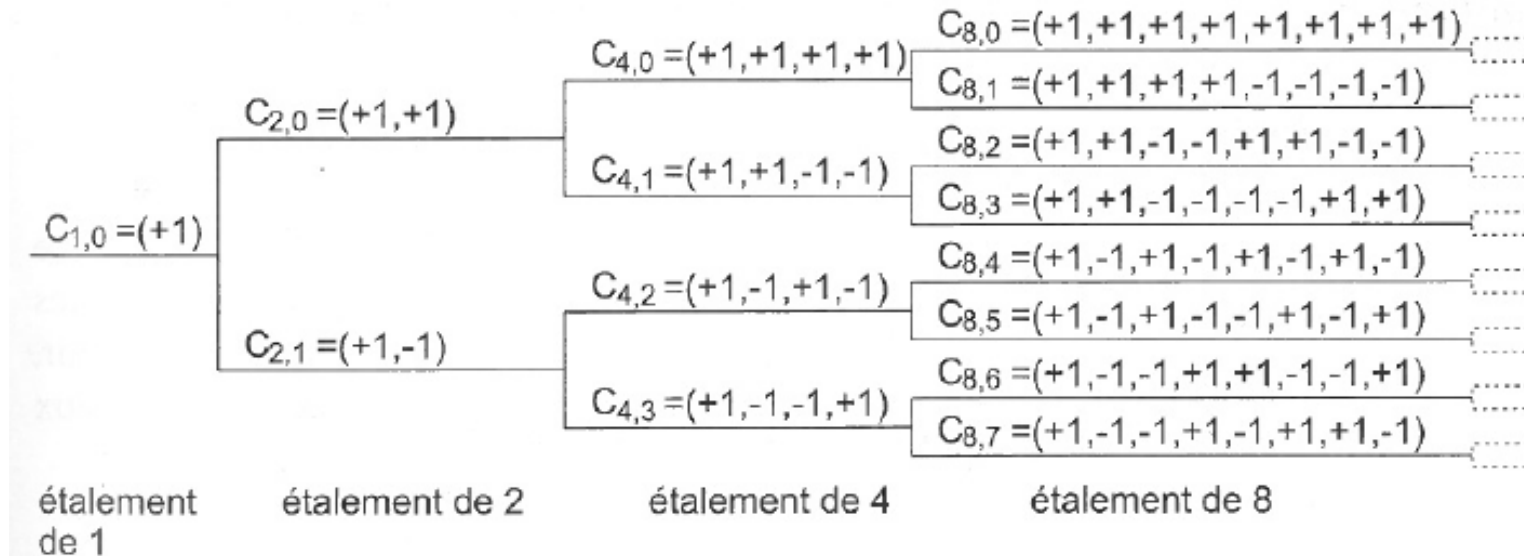 C8,0 =(+1,+1,+1,+1,+1,+1,+1,+1)
C4,0 =(+1,+1,+1,+1)
C8,1 =(+1,+1,+1,+1,-1,-1,-1,-1)
C2,0 =(+1,+1)
C8,2 =(+1,+1,-1,-1,+1,+1,-1,-1)
C4,1 =(+1,+1,-1,-1)
C8,3 =(+1,+1,-1,-1,-1,-1,+1,+1)
C1,0 =(+1)
C8,4 =(+1,-1,+1,-1,+1,-1,+1,-1)
C4,2 =(+1,-1,+1,-1)
C8,5 =(+1,-1,+1,-1,-1,+1,-1,+1)
C2,1 =(+1,-1)
C8,6 =(+1,-1,-1,+1,+1,-1,-1,+1)
C4,3 =(+1,-1,-1,+1)
C8,7 =(+1,-1,-1,+1,-1,+1,+1,-1)
étalement de 1
étalement de 2
étalement de 4
étalement de 8